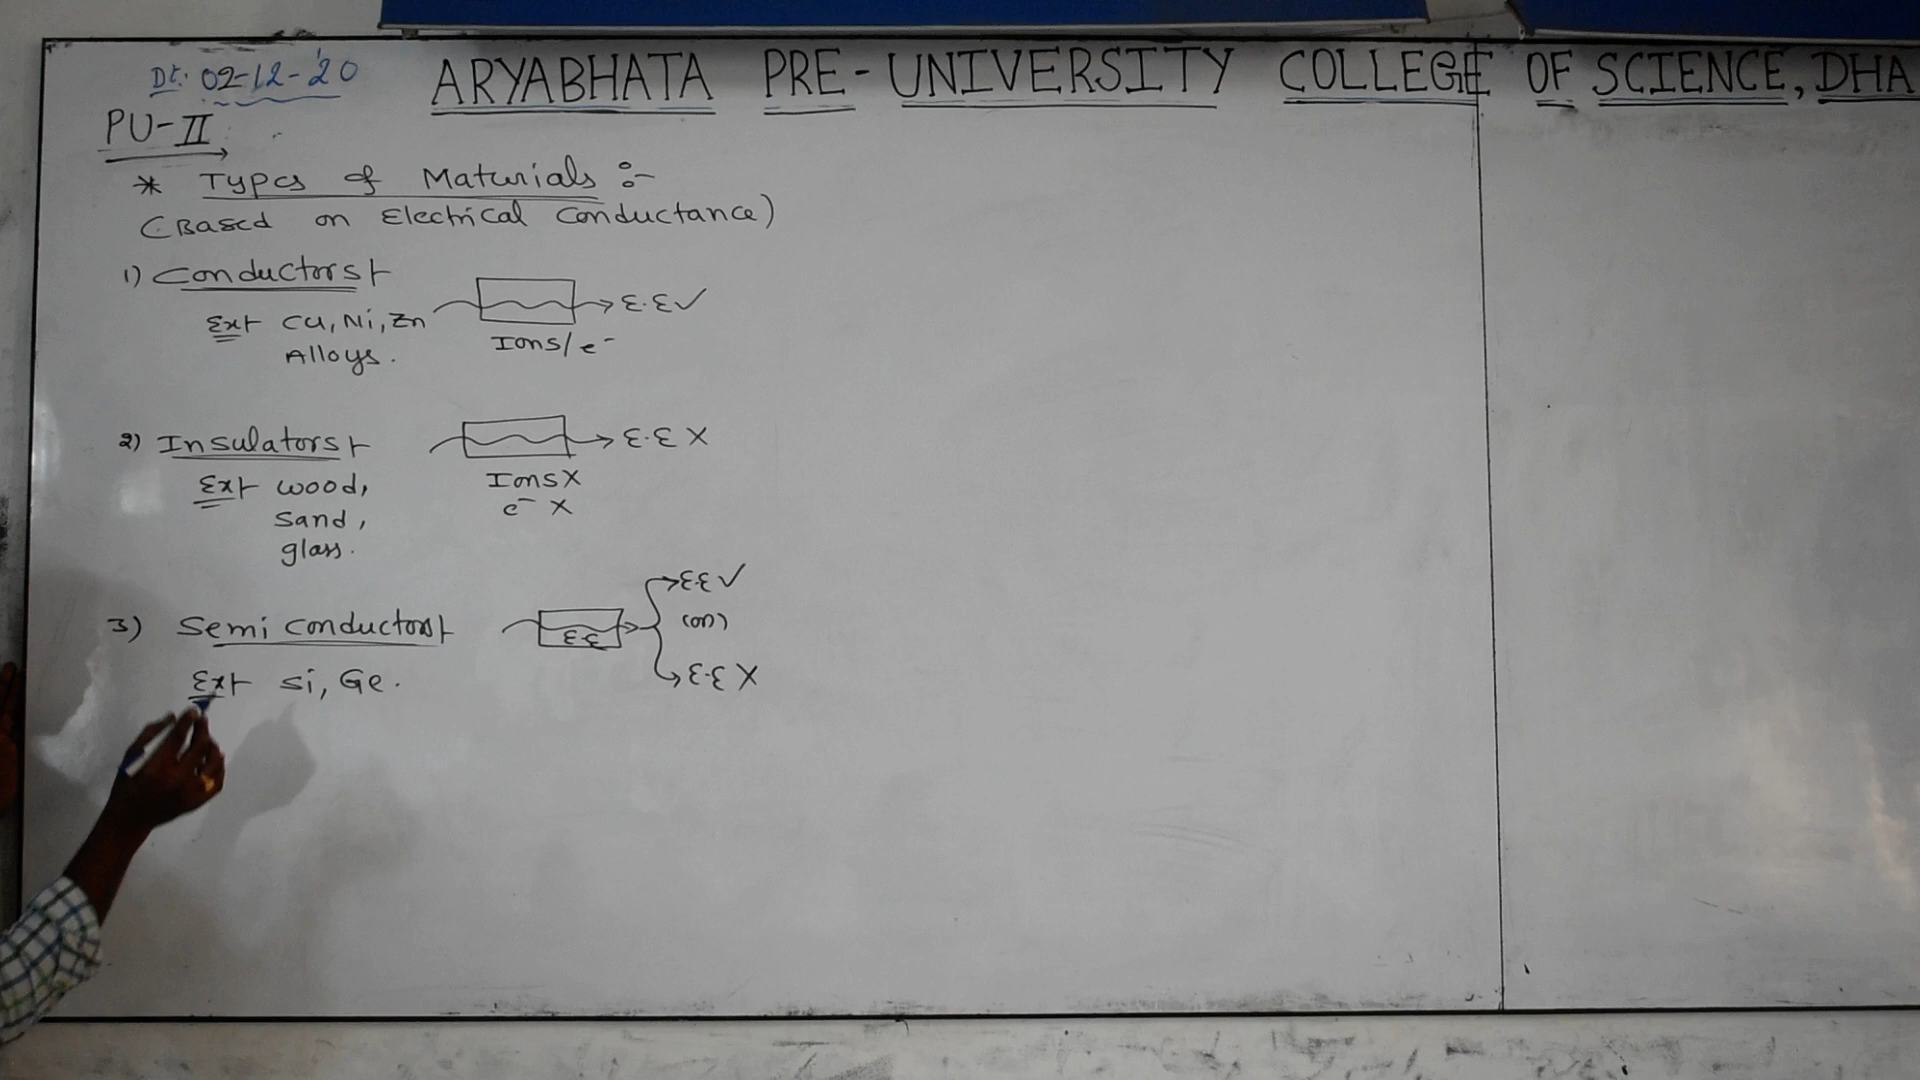 Dt: 02-12-'20
ARYABHATA PRE-UNIVERSITY COLLEGE OF SCIENCE, DHA
PU-II
* Types of Materials :-
(Based on Electrical Conductance)
1) Conductors:-
E.E ✓
Ex:- Cu, Ni, Zn
Alloys.
Ions/e⁻
2) Insulators:-
E.E X
Ex:- wood,
Sand,
glass.
Ions X
e⁻ X
3) Semi conductors:-
E.E
E.E ✓
(or)
E.E X
Ex:- Si, Ge.